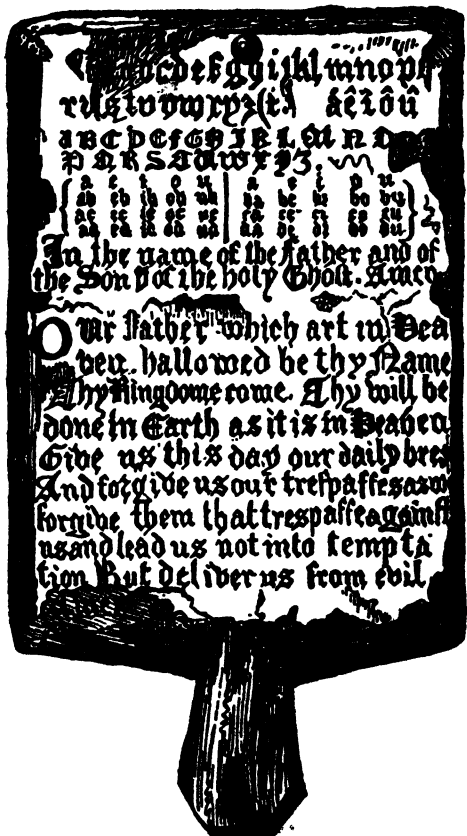 abcdefghijklmnop
rſstuvwxyz&t. âêîôû
ABCDEFGHIKLMNO
PQRSTUWXYZ.
a e i o u a e i o u
ab eb ib ob ub ba be bi bo bu
ac ec ic oc uc ca ce ci co cu
ad ed id od ud da de di do du
In the name of the father and of
the Son & of the holy Ghost. Amen
Our Father which art in Hea
ven. hallowed be thy Name
Thy Kingdome come. Thy will be
done in Earth as it is in Heaven
Give us this day our daily bres
And forgive us our treſpaſſes as w
forgive them that trespaſſe againſt
us and lead us not into tempta
tion But deliver us from evil